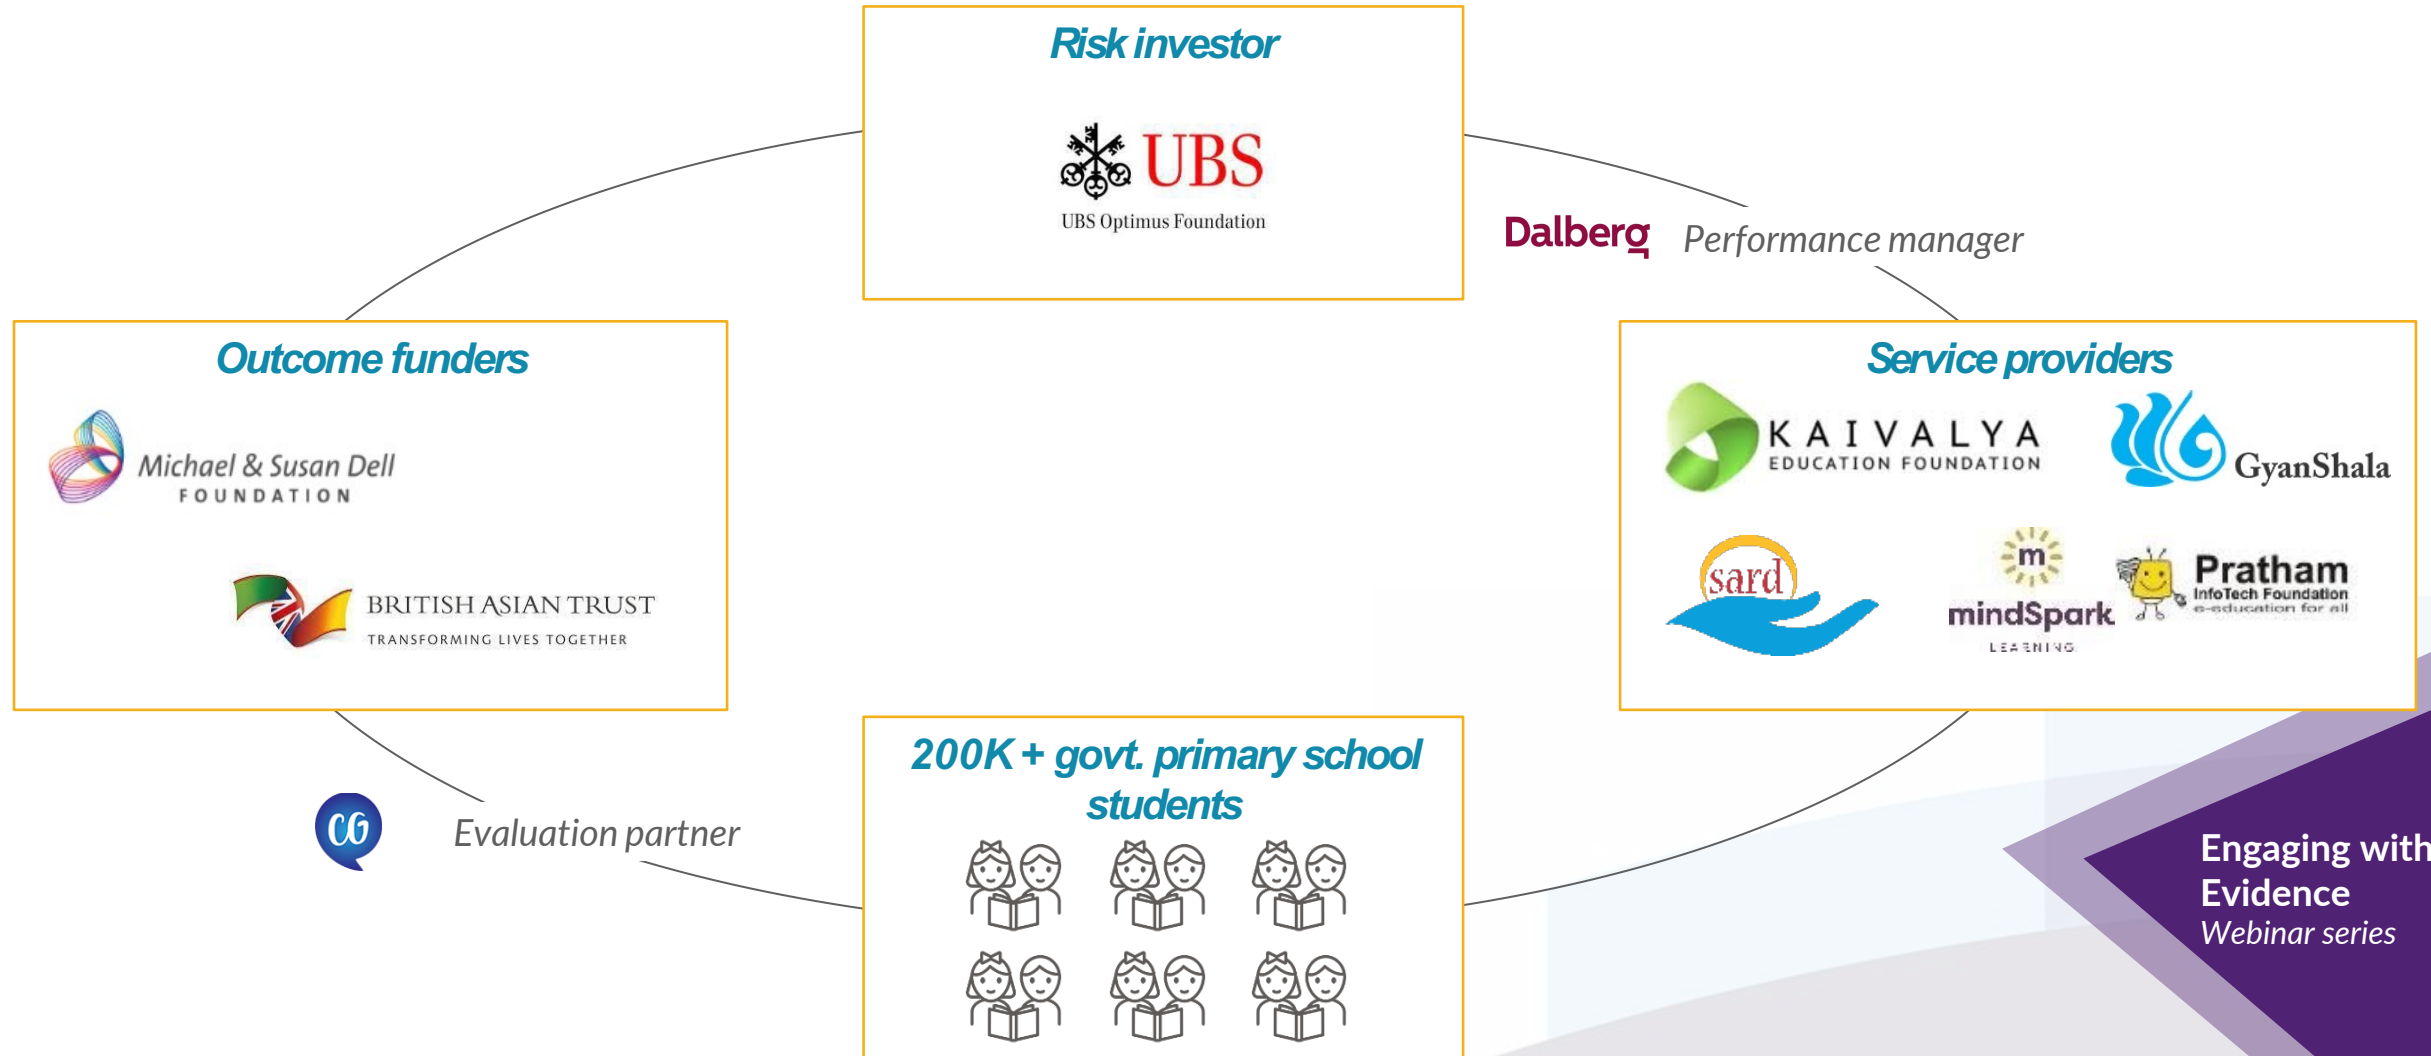 Risk investor
UBS
UBS Optimus Foundation
Dalberg Performance manager
Outcome funders
Michael & Susan Dell
FOUNDATION
BRITISH ASIAN TRUST
TRANSFORMING LIVES TOGETHER
Service providers
KAIVALYA
EDUCATION FOUNDATION
GyanShala
sard
m
mindSpark
LEARNING
Pratham
InfoTech Foundation
e-education for all
200K + govt. primary school
students
CG
Evaluation partner
Engaging with
Evidence
Webinar series